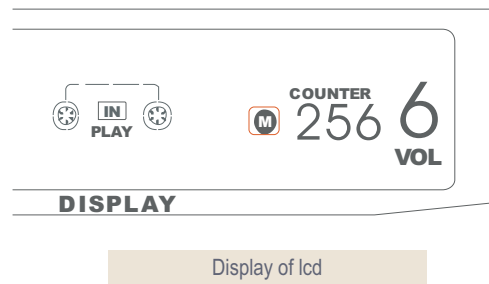 COUNTER
IN M 256 6
PLAY VOL
DISPLAY
Display of lcd